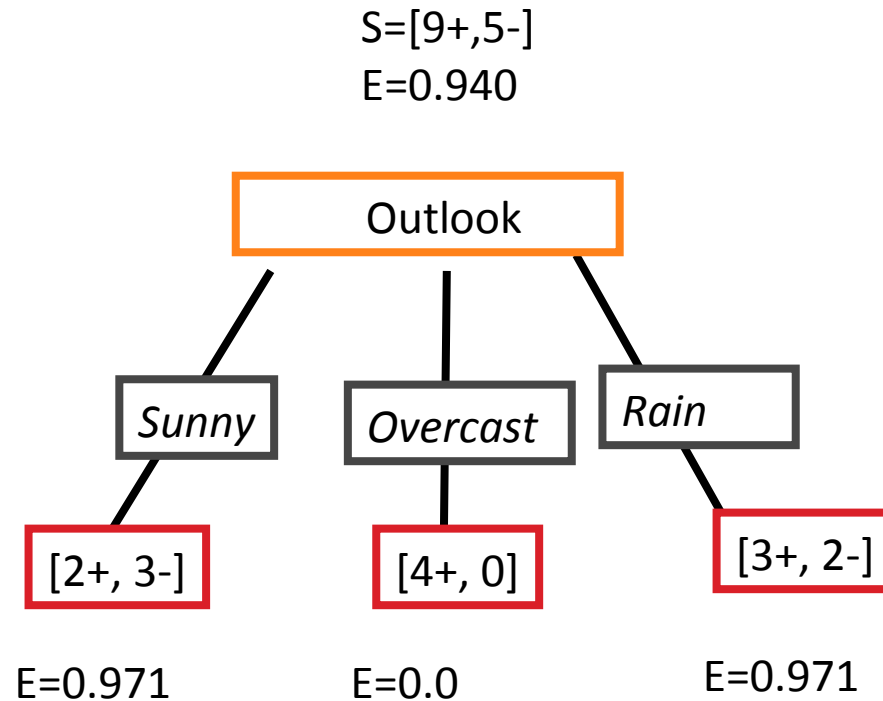 S=[9+,5-]
E=0.940
Outlook
Sunny
Overcast
Rain
[2+, 3-]
[4+, 0]
[3+, 2-]
E=0.971
E=0.0
E=0.971